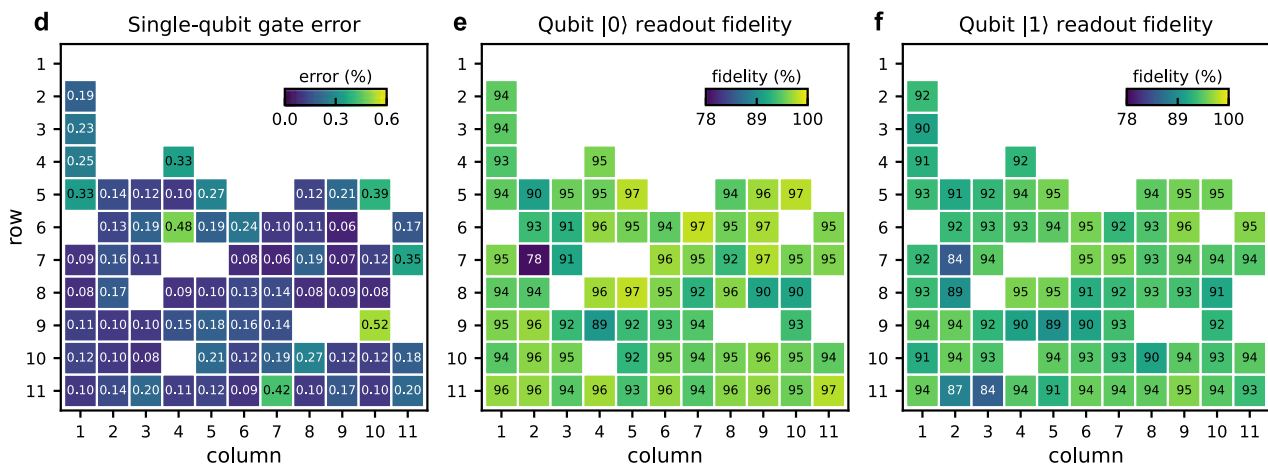 d Single-qubit gate error
error (%)
0.0 0.3 0.6
1
2 0.19
3 0.23
4 0.25 0.33
5 0.33 0.14 0.12 0.10 0.27 0.12 0.21 0.39
6 0.13 0.19 0.48 0.19 0.24 0.10 0.11 0.06 0.17
7 0.09 0.16 0.11 0.08 0.06 0.19 0.07 0.12 0.35
8 0.08 0.17 0.09 0.10 0.13 0.14 0.08 0.09 0.08
9 0.11 0.10 0.10 0.15 0.18 0.16 0.14 0.52
10 0.12 0.10 0.08 0.21 0.12 0.19 0.27 0.12 0.12 0.18
11 0.10 0.14 0.20 0.11 0.12 0.09 0.42 0.10 0.17 0.10 0.20
1 2 3 4 5 6 7 8 9 10 11
row
column
e Qubit |0⟩ readout fidelity
fidelity (%)
78 89 100
1
2 94
3 94
4 93 95
5 94 90 95 95 97 94 96 97
6 93 91 96 95 94 97 95 97 95
7 95 78 91 96 95 92 97 95 95
8 94 94 96 97 95 92 96 90 90
9 95 96 92 89 92 93 94 93
10 94 96 95 92 95 96 94 96 95 94
11 96 96 94 96 93 96 96 96 96 95 97
1 2 3 4 5 6 7 8 9 10 11
column
f Qubit |1⟩ readout fidelity
fidelity (%)
78 89 100
1
2 92
3 90
4 91 92
5 93 91 92 94 95 94 95 95
6 92 93 93 94 95 92 93 96 95
7 92 84 94 95 95 93 94 93 94
8 92 89 95 95 91 92 93 93 91
9 94 94 92 90 89 90 93 92
10 91 94 93 94 93 93 90 94 93 94
11 94 87 84 94 91 94 94 94 95 94 93
1 2 3 4 5 6 7 8 9 10 11
column